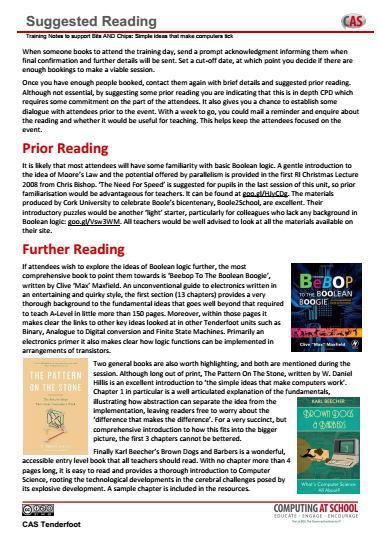 Suggested Reading
CAS
Training Notes to support Bits AND Chips: Simple ideas that make computers tick
When someone books to attend the training day, send a prompt acknowledgment informing them when
final confirmation and further details will be sent. Set a cut-off date, at which point you decide if there are
enough bookings to make a viable session.
Once you have enough people booked, contact them again with brief details and suggested prior reading.
Although not essential, by suggesting some prior reading you are indicating that this is in depth CPD which
requires some commitment on the part of the attendees. It also gives you a chance to establish some
dialogue with attendees prior to the event. With a week to go, you could mail a reminder and enquire about
the reading and whether it would be useful for teaching. This helps keep the attendees focused on the
event.
Prior Reading
It is likely that most attendees will have some familiarity with basic Boolean logic. A gentle introduction to
the idea of Moore's Law and the potential offered by parallelism is provided in the first RI Christmas Lecture
2008 from Chris Bishop. 'The Need For Speed' is suggested for pupils in the last session of this unit, so prior
familiarisation would be advantageous for teachers. It can be found at goo.gl/HJvCDg. The materials
produced by Cork University to celebrate Boole's bicentenary, Boole2School, are excellent. Their
introductory puzzles would be another 'light' starter, particularly for colleagues who lack any background in
Boolean logic: goo.gl/Vsw3WM. All teachers would be well advised to look at all the materials available on
their site.
Further Reading
If attendees wish to explore the ideas of Boolean logic further, the most
comprehensive book to point them towards is 'Beebop To The Boolean Boogie',
written by Clive 'Max' Maxfield. An unconventional guide to electronics written in
an entertaining and quirky style, the first section (13 chapters) provides a very
thorough background to the fundamental ideas that goes well beyond that required
to teach A-Level in little more than 150 pages. Moreover, within those pages it
makes clear the links to other key ideas looked at in other Tenderfoot units such as
Binary, Analogue to Digital conversion and Finite State Machines. Primarily an
electronics primer it also makes clear how logic functions can be implemented in
arrangements of transistors.
BeBOP
TO THE BOOLEAN
BOOGIE
Clive "Max" Maxfield
THE PATTERN
ON THE STONE
Two general books are also worth highlighting, and both are mentioned during the
session. Although long out of print, The Pattern On The Stone, written by W. Daniel
Hillis is an excellent introduction to 'the simple ideas that make computers work'.
Chapter 1 in particular is a well articulated explanation of the fundamentals,
illustrating how abstraction can separate the idea from the
implementation, leaving readers free to worry about the
'difference that makes the difference'. For a very succinct, but
comprehensive introduction to how this fits into the bigger
picture, the first 3 chapters cannot be bettered.
KARL BEECHER
BROWN DOGS
& BARBERS
What's Computer Science
All About?
Finally Karl Beecher's Brown Dogs and Barbers is a wonderful,
accessible entry level book that all teachers should read. With no chapter more than 4
pages long, it is easy to read and provides a thorough introduction to Computer
Science, rooting the technological developments in the cerebral challenges posed by
its explosive development. A sample chapter is included in the resources.
CAS Tenderfoot
COMPUTING AT SCHOOL
EDUCATE · ENGAGE · ENCOURAGE